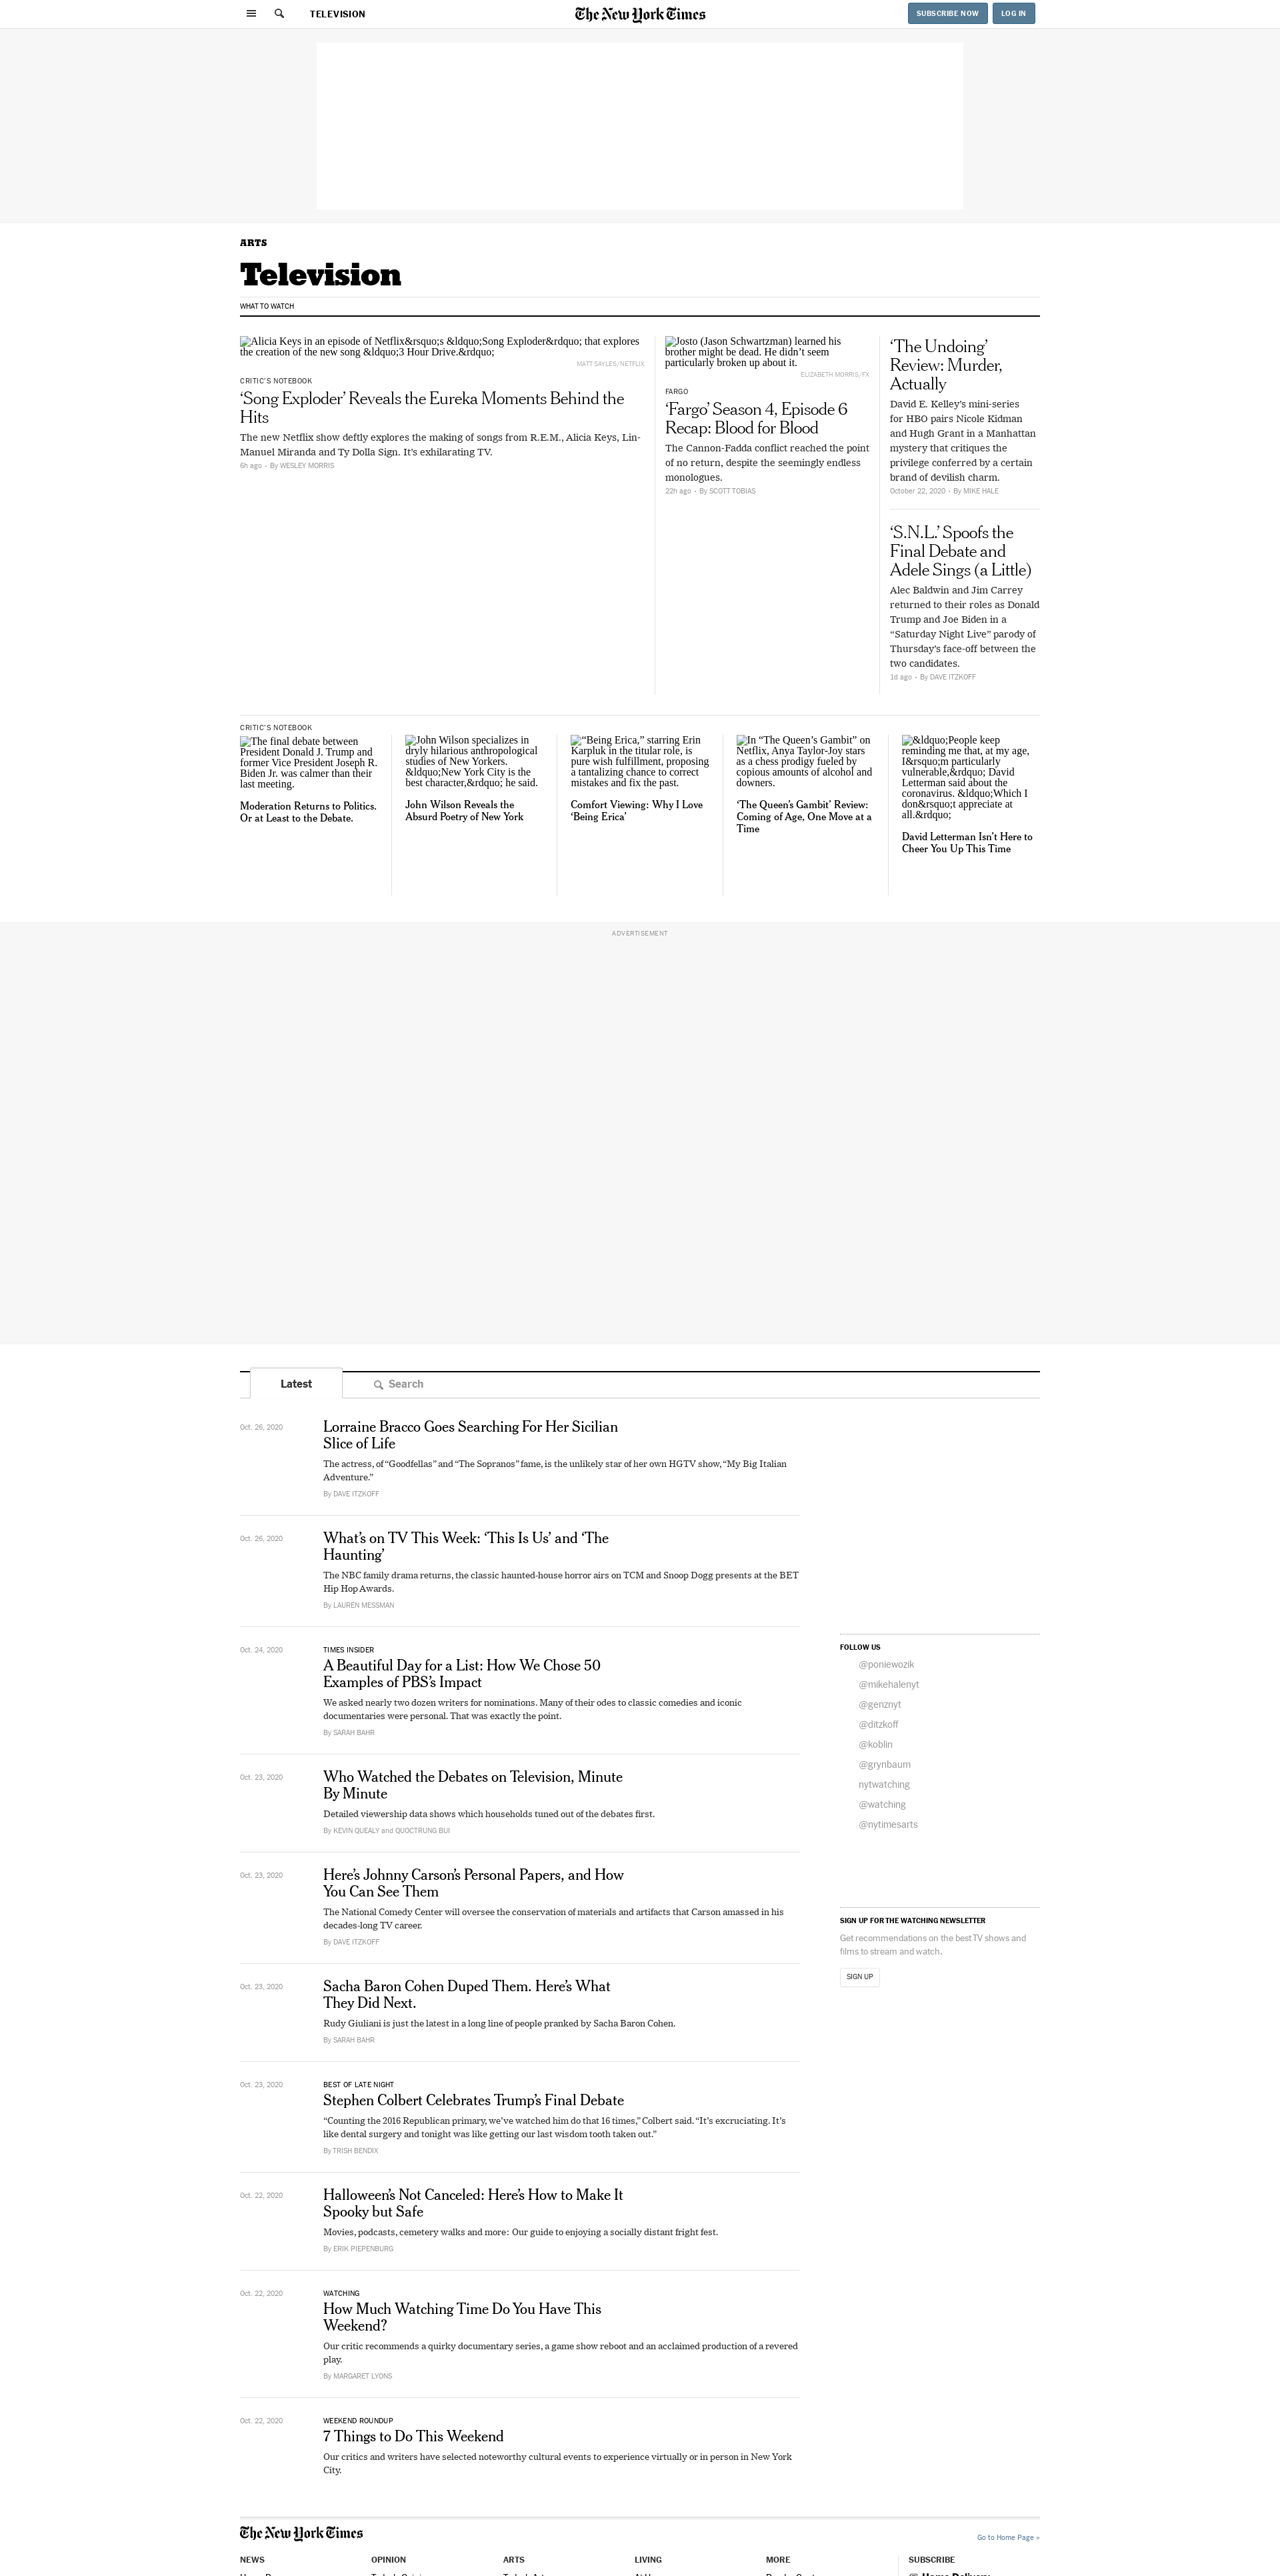 TELEVISION
The New York Times
SUBSCRIBE NOW
LOG IN
ARTS
Television
WHAT TO WATCH
Alicia Keys in an episode of Netflix&rsquo;s &ldquo;Song Exploder&rdquo; that explores
the creation of the new song &ldquo;3 Hour Drive.&rdquo;
MATT SAYLES/NETFLIX
CRITIC'S NOTEBOOK
‘Song Exploder’ Reveals the Eureka Moments Behind the
Hits
The new Netflix show deftly explores the making of songs from R.E.M., Alicia Keys, Lin-
Manuel Miranda and Ty Dolla Sign. It’s exhilarating TV.
6h ago - By WESLEY MORRIS
Josto (Jason Schwartzman) learned his
brother might be dead. He didn’t seem
particularly broken up about it.
ELIZABETH MORRIS/FX
FARGO
‘Fargo’ Season 4, Episode 6
Recap: Blood for Blood
The Cannon-Fadda conflict reached the point
of no return, despite the seemingly endless
monologues.
22h ago - By SCOTT TOBIAS
‘The Undoing’
Review: Murder,
Actually
David E. Kelley’s mini-series
for HBO pairs Nicole Kidman
and Hugh Grant in a Manhattan
mystery that critiques the
privilege conferred by a certain
brand of devilish charm.
October 22, 2020 - By MIKE HALE
‘S.N.L.’ Spoofs the
Final Debate and
Adele Sings (a Little)
Alec Baldwin and Jim Carrey
returned to their roles as Donald
Trump and Joe Biden in a
“Saturday Night Live” parody of
Thursday’s face-off between the
two candidates.
1d ago - By DAVE ITZKOFF
CRITIC'S NOTEBOOK
The final debate between
President Donald J. Trump and
former Vice President Joseph R.
Biden Jr. was calmer than their
last meeting.
Moderation Returns to Politics.
Or at Least to the Debate.
John Wilson specializes in
dryly hilarious anthropological
studies of New Yorkers.
&ldquo;New York City is the
best character,&rdquo; he said.
John Wilson Reveals the
Absurd Poetry of New York
“Being Erica,” starring Erin
Karpluk in the titular role, is
pure wish fulfillment, proposing
a tantalizing chance to correct
mistakes and fix the past.
Comfort Viewing: Why I Love
‘Being Erica’
In “The Queen’s Gambit” on
Netflix, Anya Taylor-Joy stars
as a chess prodigy fueled by
copious amounts of alcohol and
downers.
‘The Queen’s Gambit’ Review:
Coming of Age, One Move at a
Time
&ldquo;People keep
reminding me that, at my age,
I&rsquo;m particularly
vulnerable,&rdquo; David
Letterman said about the
coronavirus. &ldquo;Which I
don&rsquo;t appreciate at
all.&rdquo;
David Letterman Isn’t Here to
Cheer You Up This Time
ADVERTISEMENT
Latest
Search
Oct. 26, 2020
Lorraine Bracco Goes Searching For Her Sicilian
Slice of Life
The actress, of “Goodfellas” and “The Sopranos” fame, is the unlikely star of her own HGTV show, “My Big Italian
Adventure.”
By DAVE ITZKOFF
Oct. 26, 2020
What’s on TV This Week: ‘This Is Us’ and ‘The
Haunting’
The NBC family drama returns, the classic haunted-house horror airs on TCM and Snoop Dogg presents at the BET
Hip Hop Awards.
By LAUREN MESSMAN
Oct. 24, 2020
TIMES INSIDER
A Beautiful Day for a List: How We Chose 50
Examples of PBS’s Impact
We asked nearly two dozen writers for nominations. Many of their odes to classic comedies and iconic
documentaries were personal. That was exactly the point.
By SARAH BAHR
Oct. 23, 2020
Who Watched the Debates on Television, Minute
By Minute
Detailed viewership data shows which households tuned out of the debates first.
By KEVIN QUEALY and QUOCTRUNG BUI
Oct. 23, 2020
Here’s Johnny Carson’s Personal Papers, and How
You Can See Them
The National Comedy Center will oversee the conservation of materials and artifacts that Carson amassed in his
decades-long TV career.
By DAVE ITZKOFF
Oct. 23, 2020
Sacha Baron Cohen Duped Them. Here’s What
They Did Next.
Rudy Giuliani is just the latest in a long line of people pranked by Sacha Baron Cohen.
By SARAH BAHR
Oct. 23, 2020
BEST OF LATE NIGHT
Stephen Colbert Celebrates Trump’s Final Debate
“Counting the 2016 Republican primary, we’ve watched him do that 16 times,” Colbert said. “It’s excruciating. It’s
like dental surgery and tonight was like getting our last wisdom tooth taken out.”
By TRISH BENDIX
Oct. 22, 2020
Halloween’s Not Canceled: Here’s How to Make It
Spooky but Safe
Movies, podcasts, cemetery walks and more: Our guide to enjoying a socially distant fright fest.
By ERIK PIEPENBURG
Oct. 22, 2020
WATCHING
How Much Watching Time Do You Have This
Weekend?
Our critic recommends a quirky documentary series, a game show reboot and an acclaimed production of a revered
play.
By MARGARET LYONS
Oct. 22, 2020
WEEKEND ROUNDUP
7 Things to Do This Weekend
Our critics and writers have selected noteworthy cultural events to experience virtually or in person in New York
City.
FOLLOW US
@poniewozik
@mikehalenyt
@genznyt
@ditzkoff
@koblin
@grynbaum
nytwatching
@watching
@nytimesarts
SIGN UP FOR THE WATCHING NEWSLETTER
Get recommendations on the best TV shows and
films to stream and watch.
SIGN UP
The New York Times
Go to Home Page »
NEWS
OPINION
ARTS
LIVING
MORE
SUBSCRIBE